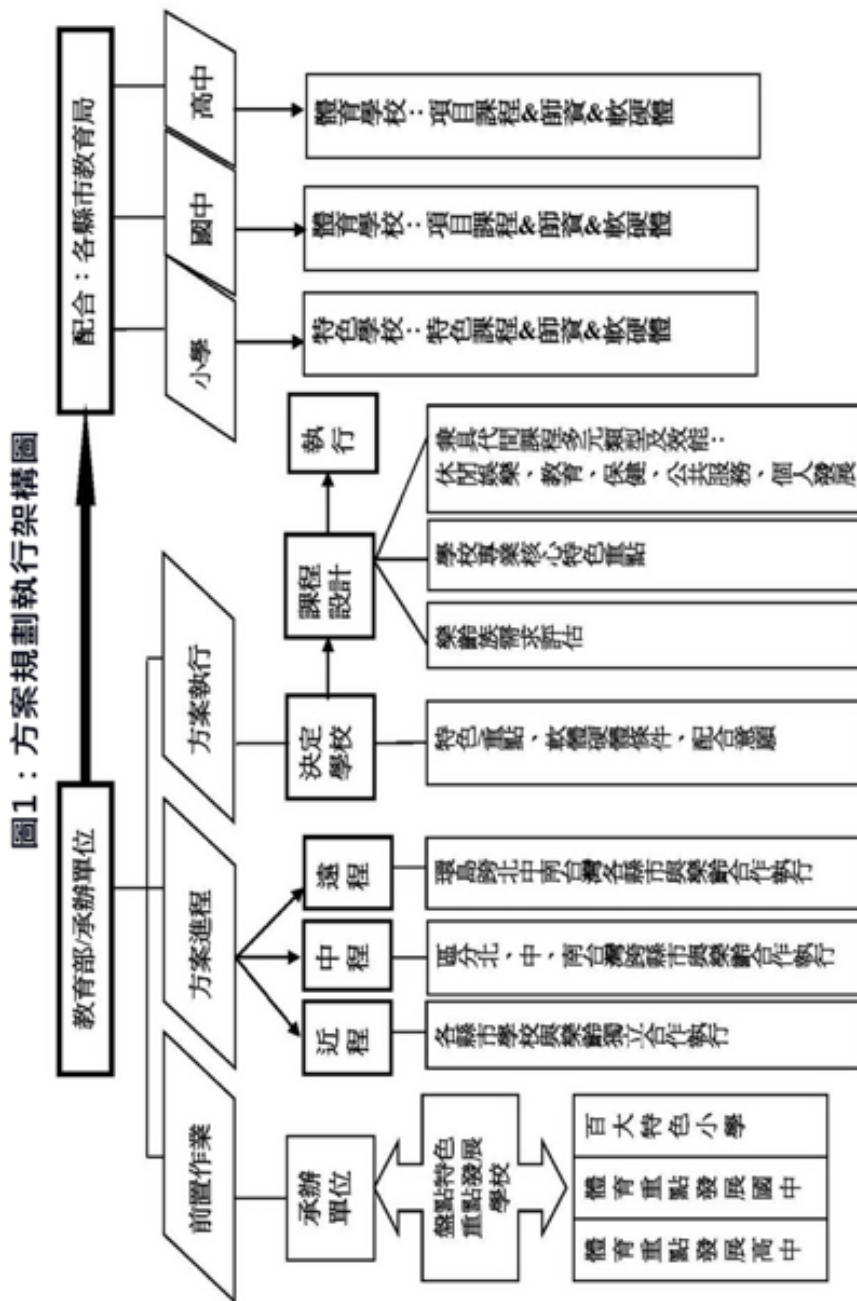 圖1：方案規劃執行架構圖
教育部/承辦單位
配合：各縣市教育局
前置作業
方案進程
方案執行
小學
國中
高中
承辦
單位
近程
中程
遠程
決定
學校
課程
設計
執行
盤點特色
重點發展
學校
體育重點發展高中
體育重點發展國中
百大特色小學
各縣市學校與樂齡獨立合作執行
區分北、中、南台灣跨縣市與樂齡合作執行
環島跨北中南台灣各縣市與樂齡合作執行
特色重點、軟體硬體條件、配合意願
樂齡族需求評估
學校專業核心特色重點
兼具代間課程多元類型及效能：
休閒娛樂、教育、保健、公共服務、個人發展
特色學校：特色課程&師資&軟硬體
體育學校：項目課程&師資&軟硬體
體育學校：項目課程&師資&軟硬體